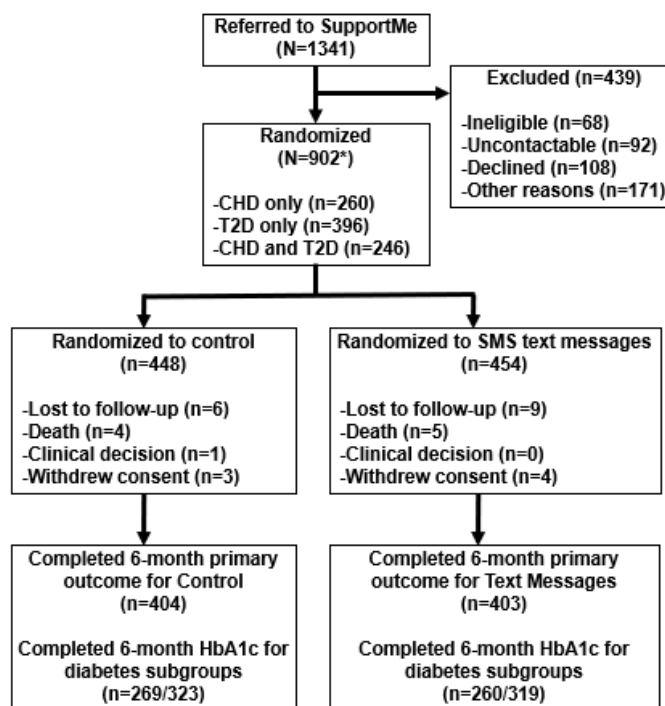 Referred to SupportMe
(N=1341)
Excluded (n=439)
-Ineligible (n=68)
-Uncontactable (n=92)
-Declined (n=108)
-Other reasons (n=171)
Randomized
(N=902*)
-CHD only (n=260)
-T2D only (n=396)
-CHD and T2D (n=246)
Randomized to control
(n=448)
-Lost to follow-up (n=6)
-Death (n=4)
-Clinical decision (n=1)
-Withdrew consent (n=3)
Randomized to SMS text messages
(n=454)
-Lost to follow-up (n=9)
-Death (n=5)
-Clinical decision (n=0)
-Withdrew consent (n=4)
Completed 6-month primary
outcome for Control
(n=404)
Completed 6-month HbA1c for
diabetes subgroups
(n=269/323)
Completed 6-month primary
outcome for Text Messages
(n=403)
Completed 6-month HbA1c for
diabetes subgroups
(n=260/319)